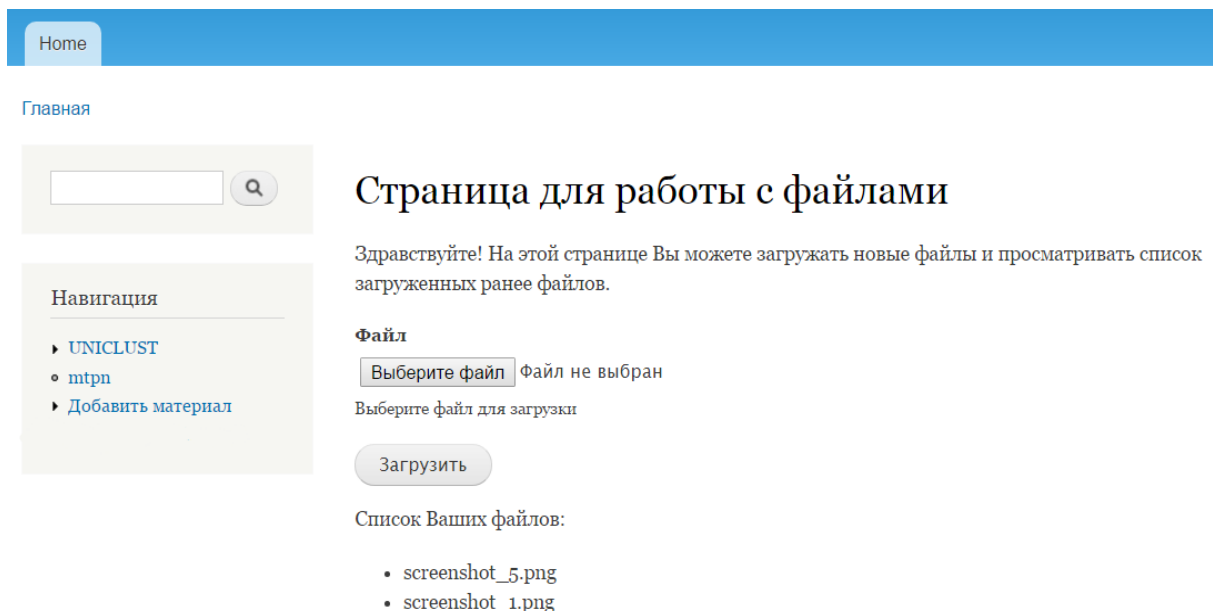 Home
Главная
Страница для работы с файлами
Здравствуйте! На этой странице Вы можете загружать новые файлы и просматривать список
загруженных ранее файлов.
Навигация
UNICLUST
mtpn
Добавить материал
Файл
Выберите файл Файл не выбран
Выберите файл для загрузки
Загрузить
Список Ваших файлов:
screenshot_5.png
screenshot_1.png